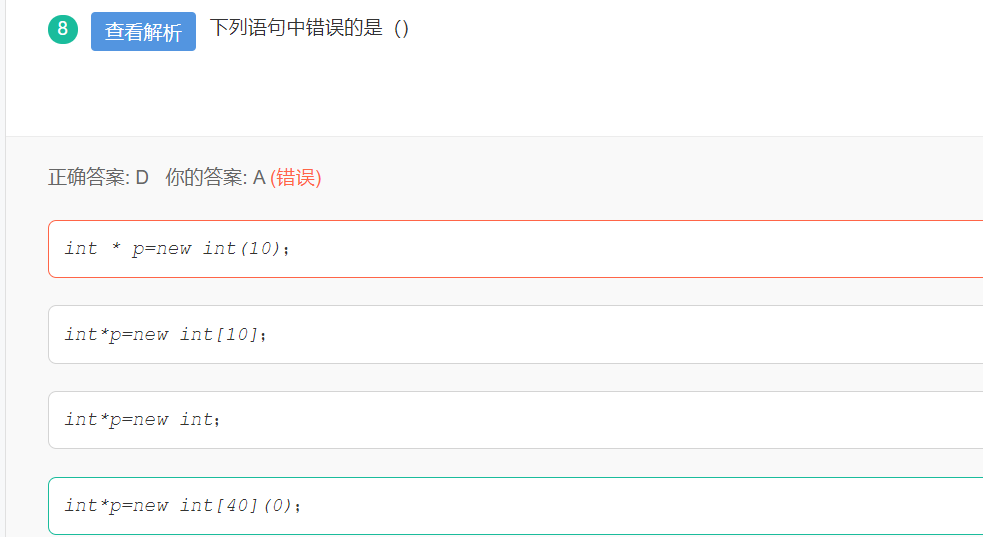 8 查看解析 下列语句中错误的是（）
正确答案: D 你的答案: A (错误)
int * p=new int(10);
int*p=new int[10];
int*p=new int;
int*p=new int[40](0);